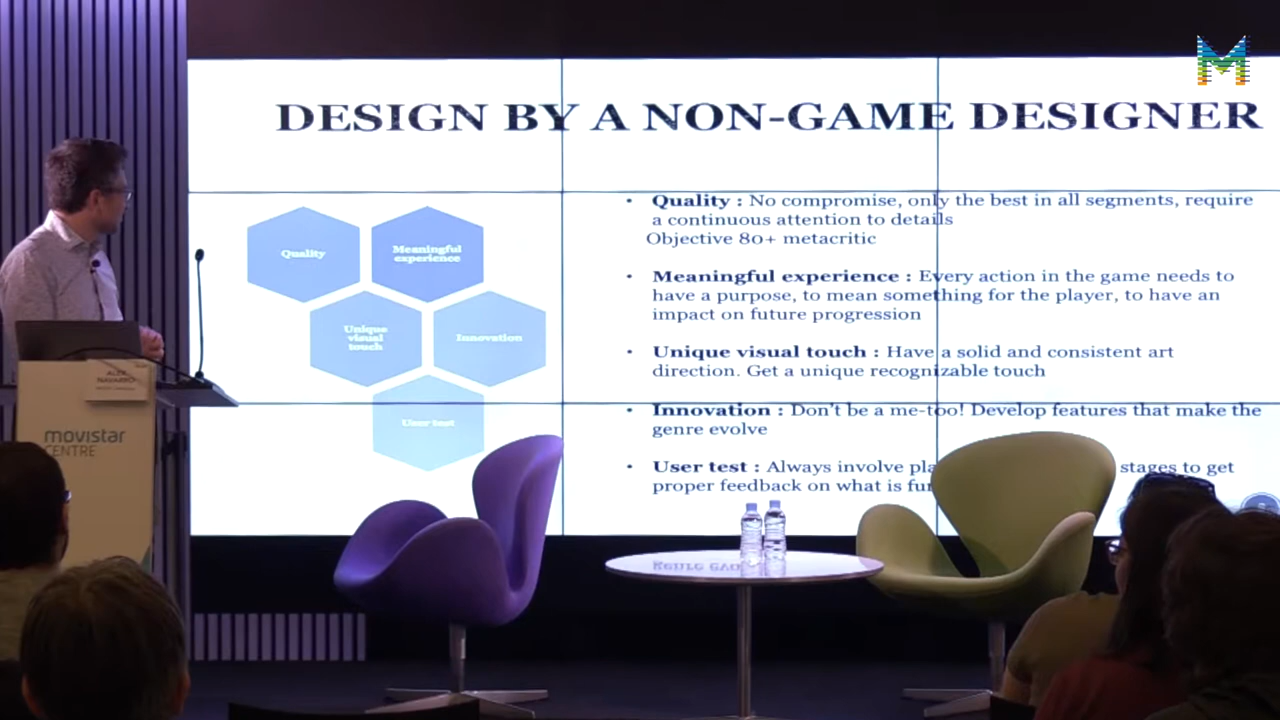 M
DESIGN BY A NON-GAME DESIGNER
Quality
Meaningful
experience
Unique
visual
touch
Innovation
User test
• Quality : No compromise, only the best in all segments, require
a continuous attention to details
Objective 80+ metacritic
• Meaningful experience : Every action in the game needs to
have a purpose, to mean something for the player, to have an
impact on future progression
• Unique visual touch : Have a solid and consistent art
direction. Get a unique recognizable touch
• Innovation : Don't be a me-too! Develop features that make the
genre evolve
• User test : Always involve stages to get
proper feedback on what is
ALEX
NAVARRO
movistar
CENTRE